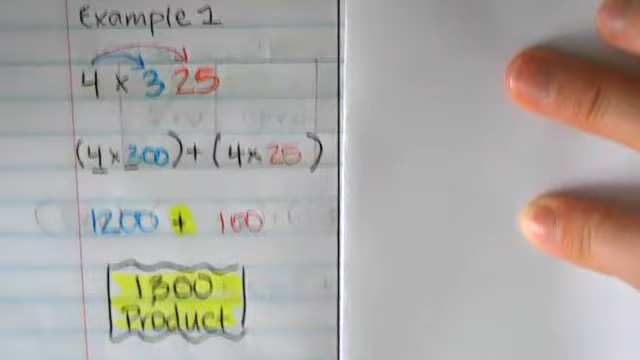 Example 1
4 × 325
(4 × 300) + (4 × 25)
1200 + 100
1300
Product